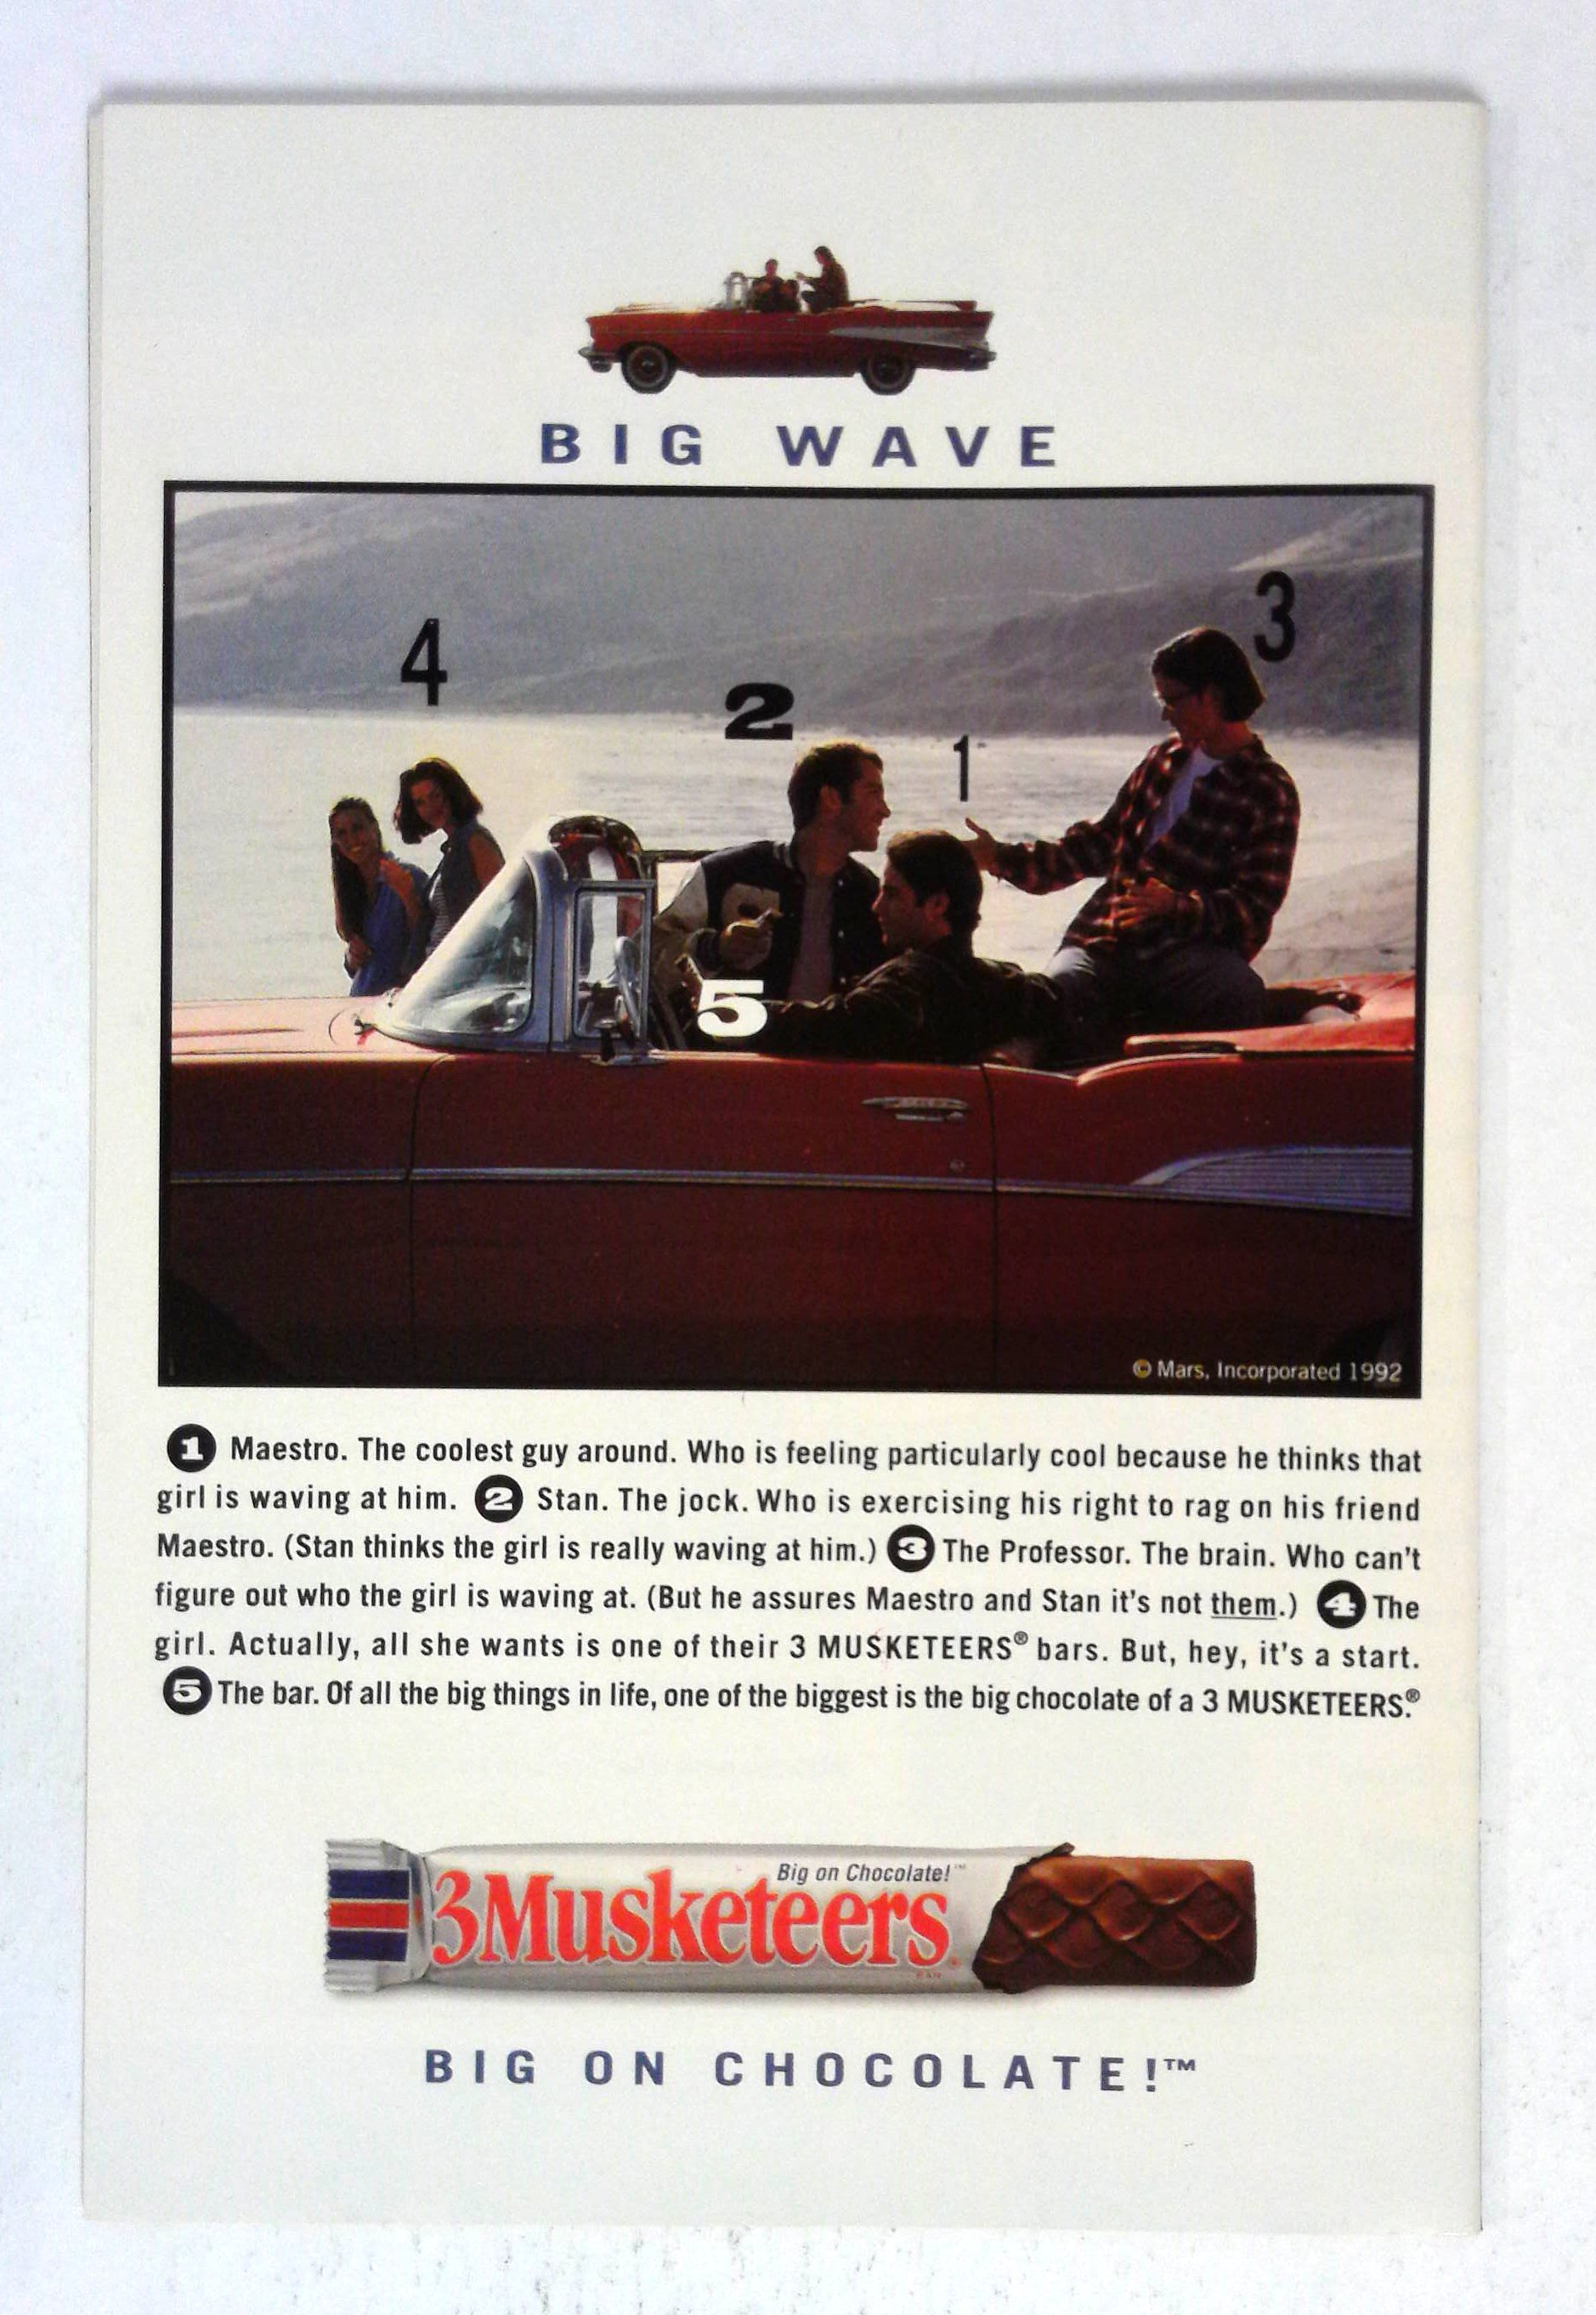 BIG WAVE
4
3
2
1
5
© Mars, Incorporated 1992
1 Maestro. The coolest guy around. Who is feeling particularly cool because he thinks that
girl is waving at him. 2 Stan. The jock. Who is exercising his right to rag on his friend
Maestro. (Stan thinks the girl is really waving at him.) 3 The Professor. The brain. Who can't
figure out who the girl is waving at. (But he assures Maestro and Stan it's not them.) 4 The
girl. Actually, all she wants is one of their 3 MUSKETEERS® bars. But, hey, it's a start.
5 The bar. Of all the big things in life, one of the biggest is the big chocolate of a 3 MUSKETEERS.®
Big on Chocolate!™
3Musketeers®
BAR
BIG ON CHOCOLATE!™